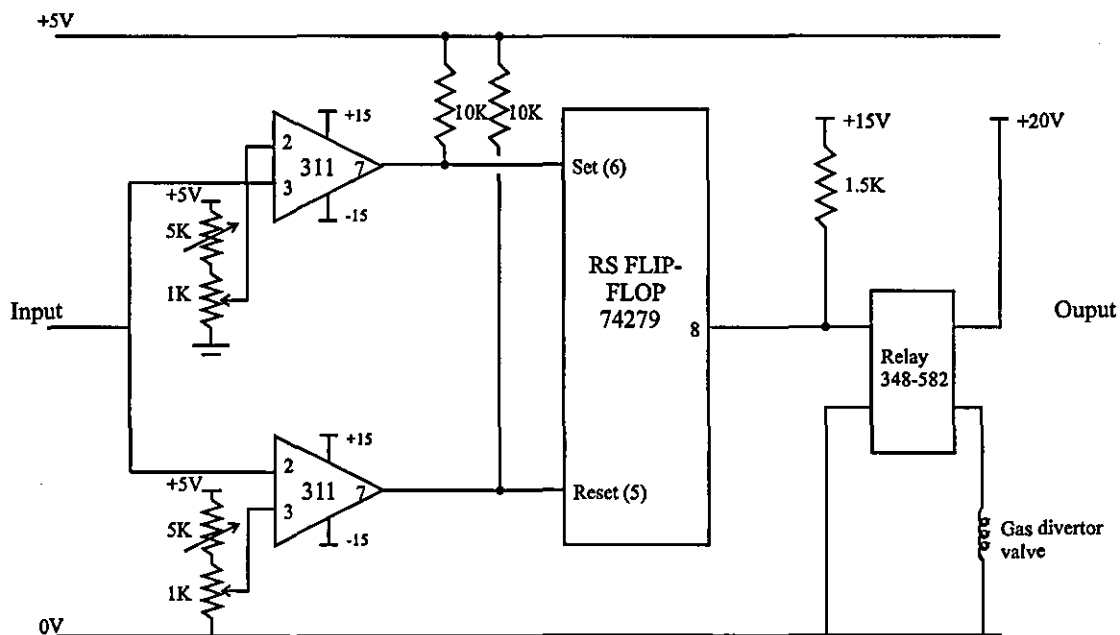 +5V
10K
10K
+15
2
311
7
3
-15
Set (6)
+5V
5K
1K
+15V
1.5K
+20V
RS FLIP-
FLOP
74279
8
Input
Ouput
Relay
348-582
+15
2
311
7
3
-15
Reset (5)
+5V
5K
1K
Gas divertor
valve
0V